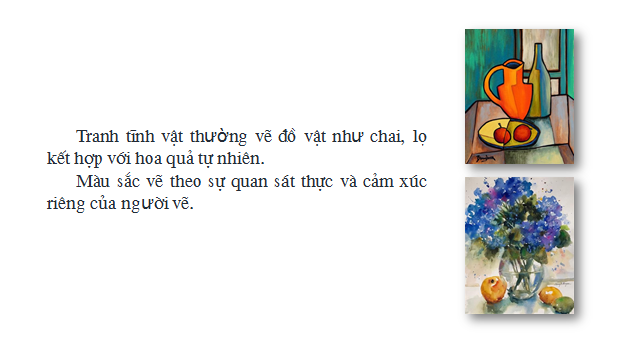 Tranh tĩnh vật thường vẽ đồ vật như chai, lọ
kết hợp với hoa quả tự nhiên.
Màu sắc vẽ theo sự quan sát thực và cảm xúc
riêng của người vẽ.